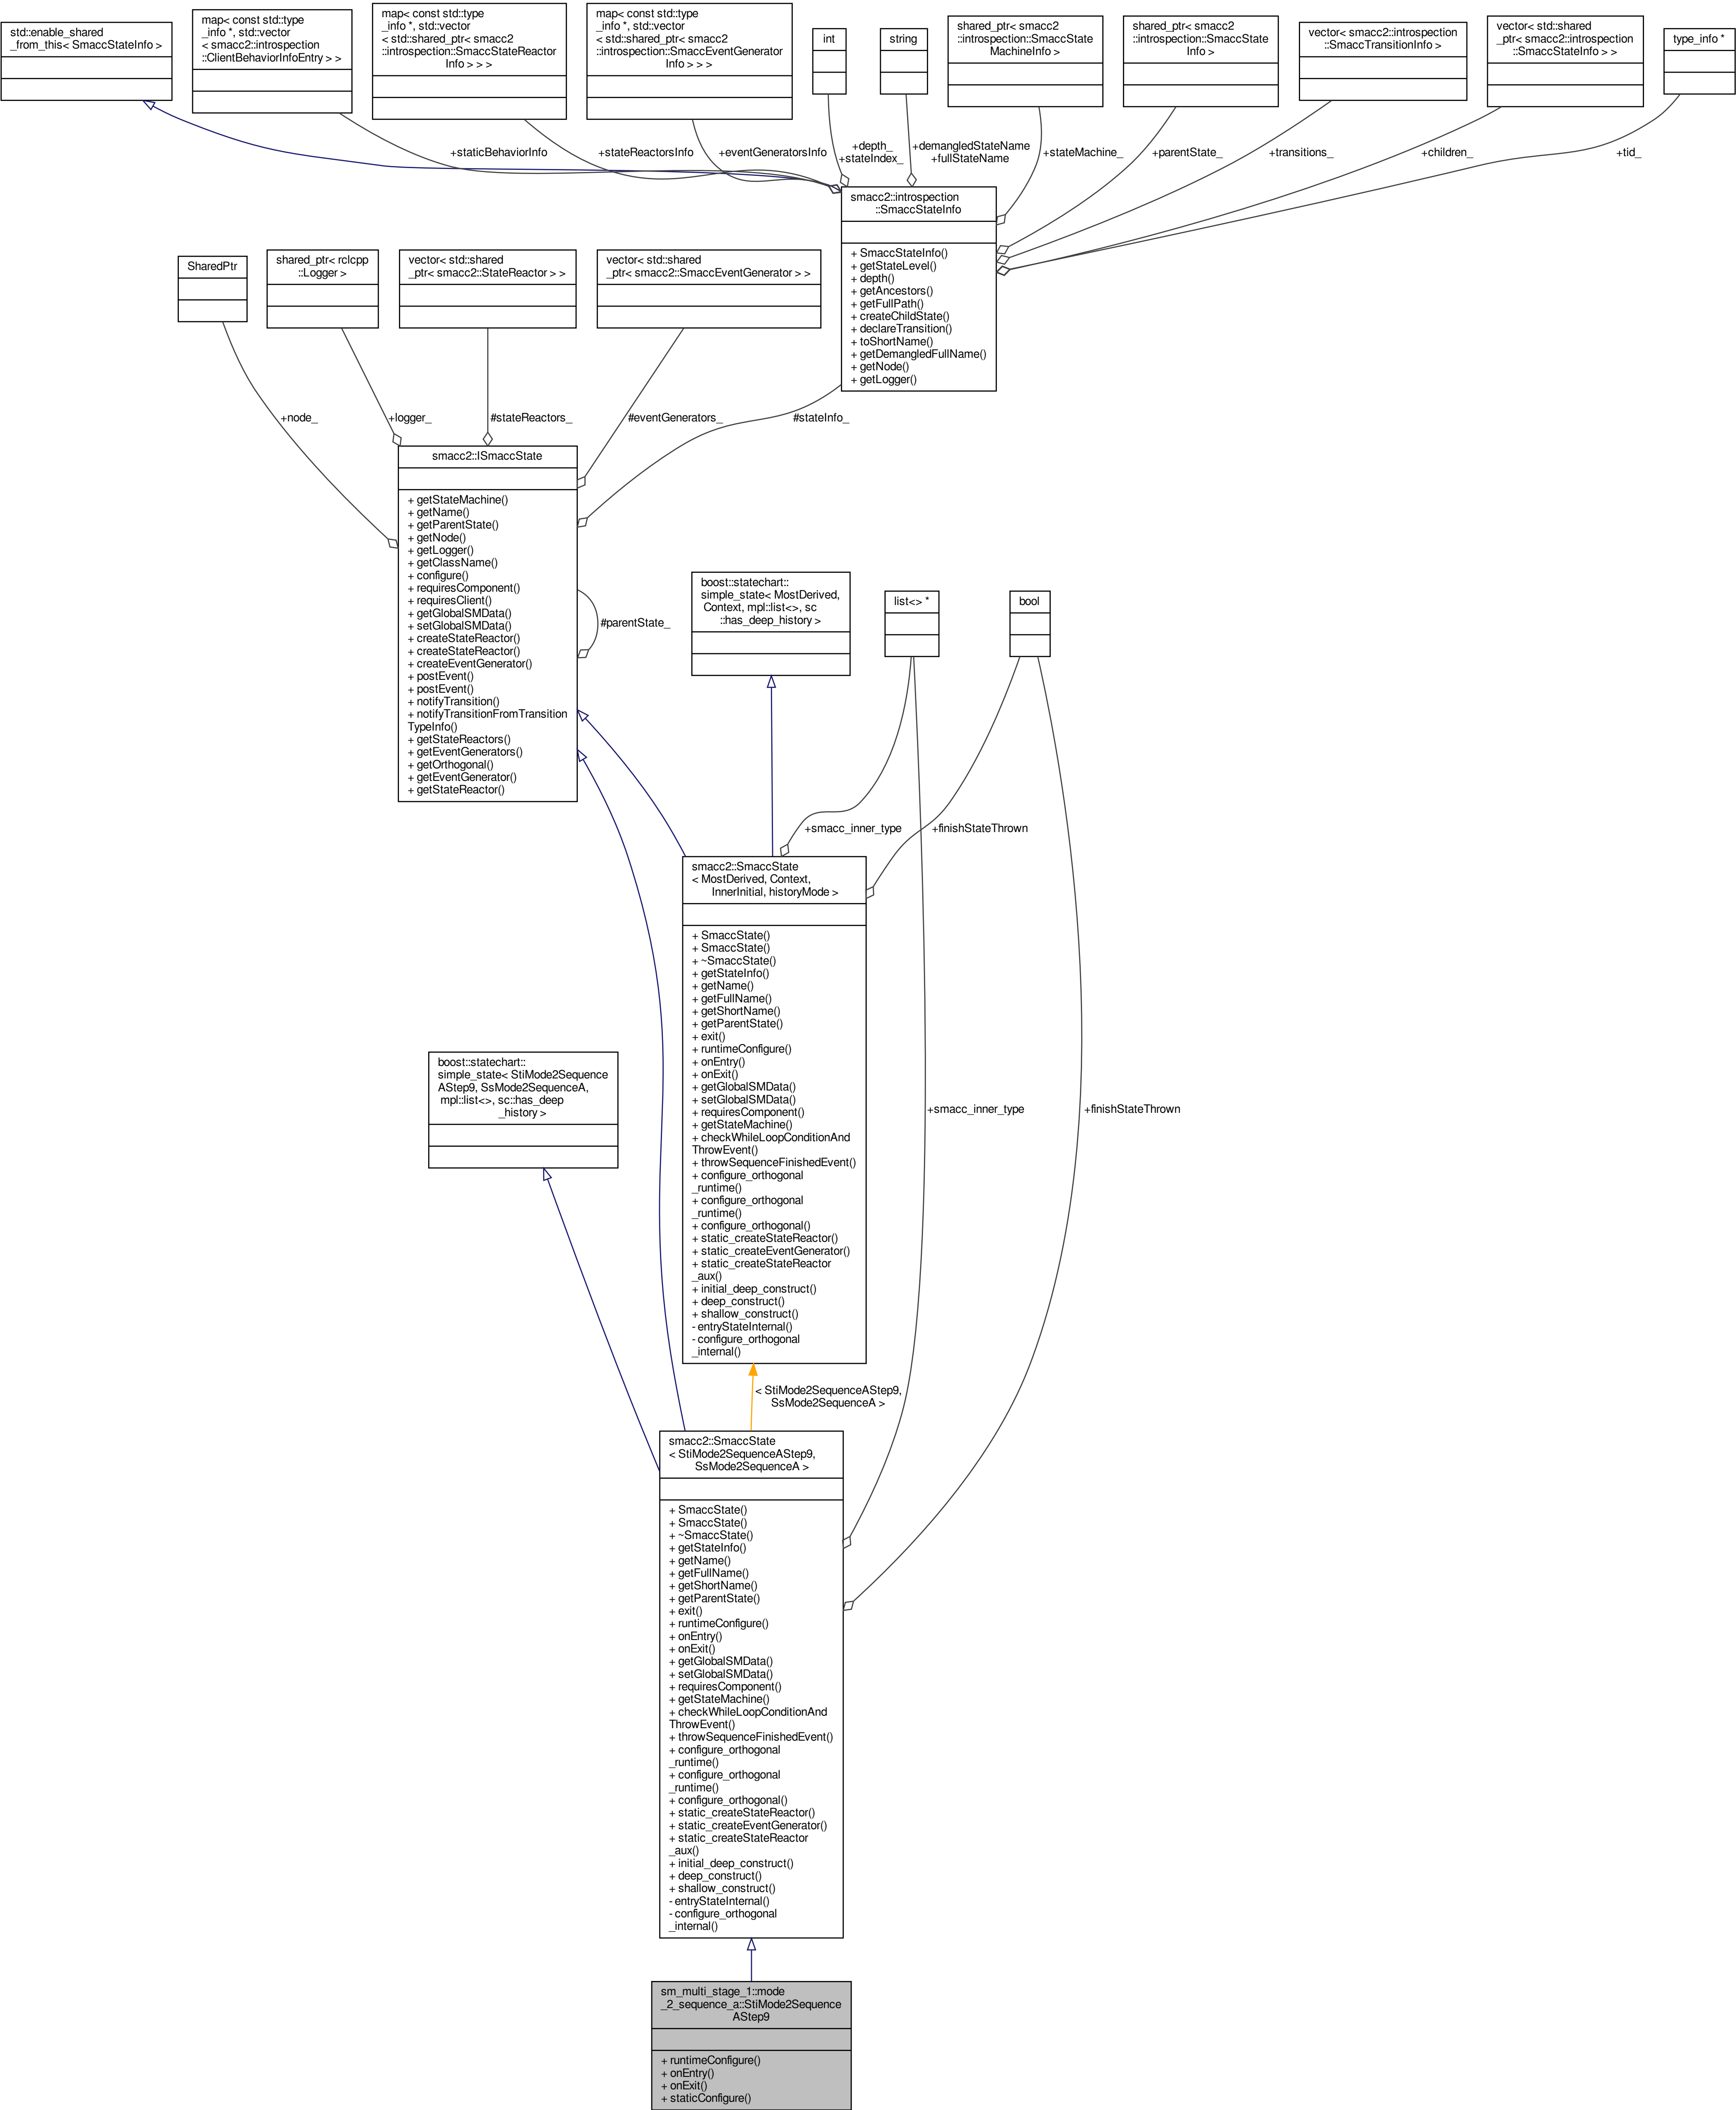 std::enable_shared
_from_this< SmaccStateInfo >
map< const std::type
_info *, std::vector
< smacc2::introspection
::ClientBehaviorInfoEntry > >
map< const std::type
_info *, std::vector
< std::shared_ptr< smacc2
::introspection::SmaccStateReactor
Info > > >
map< const std::type
_info *, std::vector
< std::shared_ptr< smacc2
::introspection::SmaccEventGenerator
Info > > >
int
string
shared_ptr< smacc2
::introspection::SmaccState
MachineInfo >
shared_ptr< smacc2
::introspection::SmaccState
Info >
vector< smacc2::introspection
::SmaccTransitionInfo >
vector< std::shared
_ptr< smacc2::introspection
::SmaccStateInfo > >
type_info *
+staticBehaviorInfo
+stateReactorsInfo
+eventGeneratorsInfo
+depth_
+stateIndex_
+demangledStateName
+fullStateName
+stateMachine_
+parentState_
+transitions_
+children_
+tid_
smacc2::introspection
::SmaccStateInfo
+ SmaccStateInfo()
+ getStateLevel()
+ depth()
+ getAncestors()
+ getFullPath()
+ createChildState()
+ declareTransition()
+ toShortName()
+ getDemangledFullName()
+ getNode()
+ getLogger()
SharedPtr
shared_ptr< rclcpp
::Logger >
vector< std::shared
_ptr< smacc2::StateReactor > >
vector< std::shared
_ptr< smacc2::SmaccEventGenerator > >
+node_
+logger_
#stateReactors_
#eventGenerators_
#stateInfo_
smacc2::ISmaccState
+ getStateMachine()
+ getName()
+ getParentState()
+ getNode()
+ getLogger()
+ getClassName()
+ configure()
+ requiresComponent()
+ requiresClient()
+ getGlobalSMData()
+ setGlobalSMData()
+ createStateReactor()
+ createStateReactor()
+ createEventGenerator()
+ postEvent()
+ postEvent()
+ notifyTransition()
+ notifyTransitionFromTransition
TypeInfo()
+ getStateReactors()
+ getEventGenerators()
+ getOrthogonal()
+ getEventGenerator()
+ getStateReactor()
#parentState_
boost::statechart::
simple_state< MostDerived,
Context, mpl::list<>, sc
::has_deep_history >
list<> *
bool
+smacc_inner_type
+finishStateThrown
smacc2::SmaccState
< MostDerived, Context,
InnerInitial, historyMode >
+ SmaccState()
+ SmaccState()
+ ~SmaccState()
+ getStateInfo()
+ getName()
+ getFullName()
+ getShortName()
+ getParentState()
+ exit()
+ runtimeConfigure()
+ onEntry()
+ onExit()
+ getGlobalSMData()
+ setGlobalSMData()
+ requiresComponent()
+ getStateMachine()
+ checkWhileLoopConditionAnd
ThrowEvent()
+ throwSequenceFinishedEvent()
+ configure_orthogonal
_runtime()
+ configure_orthogonal
_runtime()
+ configure_orthogonal()
+ static_createStateReactor()
+ static_createEventGenerator()
+ static_createStateReactor
_aux()
+ initial_deep_construct()
+ deep_construct()
+ shallow_construct()
- entryStateInternal()
- configure_orthogonal
_internal()
boost::statechart::
simple_state< StiMode2Sequence
AStep9, SsMode2SequenceA,
mpl::list<>, sc::has_deep
_history >
+smacc_inner_type
+finishStateThrown
< StiMode2SequenceAStep9,
SsMode2SequenceA >
smacc2::SmaccState
< StiMode2SequenceAStep9,
SsMode2SequenceA >
+ SmaccState()
+ SmaccState()
+ ~SmaccState()
+ getStateInfo()
+ getName()
+ getFullName()
+ getShortName()
+ getParentState()
+ exit()
+ runtimeConfigure()
+ onEntry()
+ onExit()
+ getGlobalSMData()
+ setGlobalSMData()
+ requiresComponent()
+ getStateMachine()
+ checkWhileLoopConditionAnd
ThrowEvent()
+ throwSequenceFinishedEvent()
+ configure_orthogonal
_runtime()
+ configure_orthogonal
_runtime()
+ configure_orthogonal()
+ static_createStateReactor()
+ static_createEventGenerator()
+ static_createStateReactor
_aux()
+ initial_deep_construct()
+ deep_construct()
+ shallow_construct()
- entryStateInternal()
- configure_orthogonal
_internal()
sm_multi_stage_1::mode
_2_sequence_a::StiMode2Sequence
AStep9
+ runtimeConfigure()
+ onEntry()
+ onExit()
+ staticConfigure()